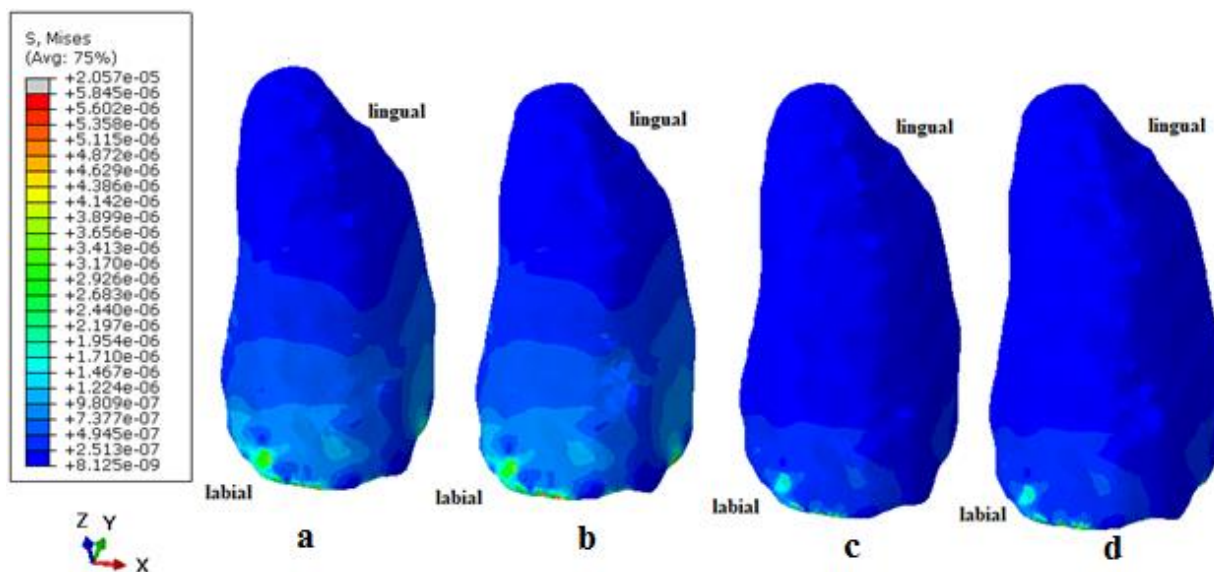 S, Mises
(Avg: 75%)
+2.057e-05
+5.845e-06
+5.602e-06
+5.358e-06
+5.115e-06
+4.872e-06
+4.629e-06
+4.386e-06
+4.142e-06
+3.899e-06
+3.656e-06
+3.413e-06
+3.170e-06
+2.926e-06
+2.683e-06
+2.440e-06
+2.197e-06
+1.954e-06
+1.710e-06
+1.467e-06
+1.224e-06
+9.809e-07
+7.377e-07
+4.945e-07
+2.513e-07
+8.125e-09
lingual
lingual
lingual
lingual
labial
labial
labial
labial
Z Y
X
a
b
c
d